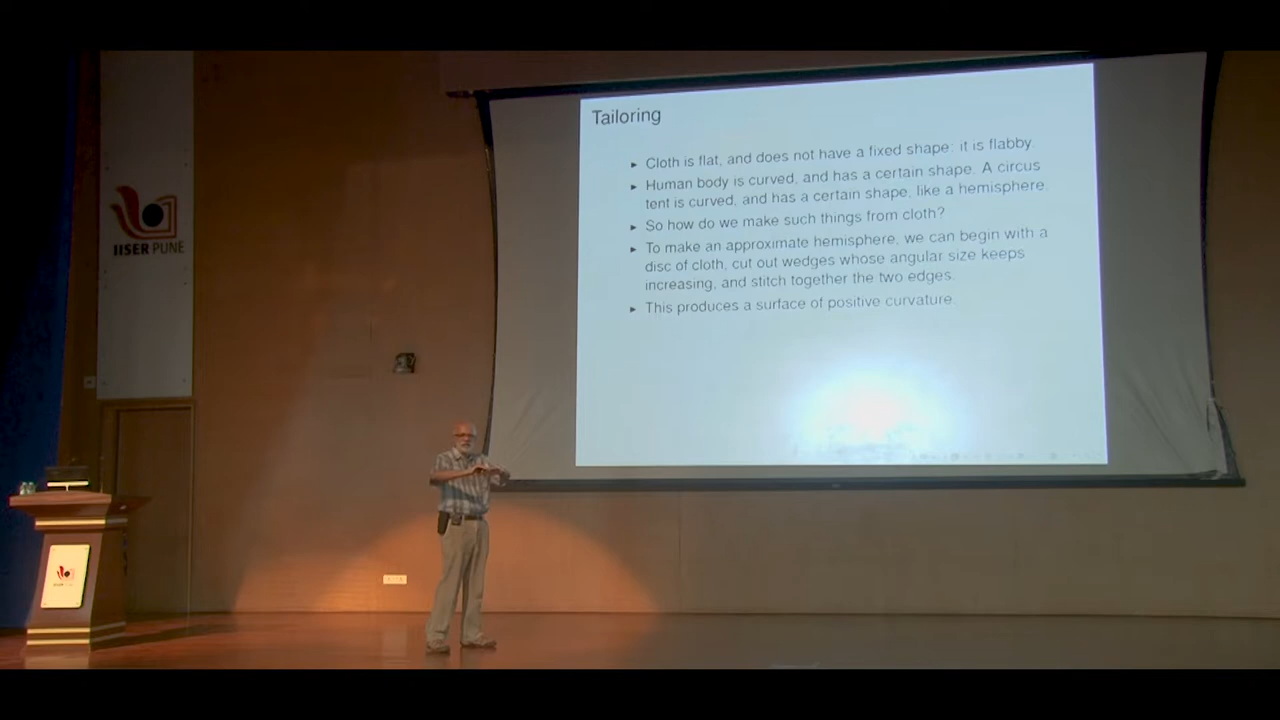 Tailoring
Cloth is flat, and does not have a fixed shape: it is flabby.
Human body is curved, and has a certain shape. A circus
tent is curved, and has a certain shape, like a hemisphere.
So how do we make such things from cloth?
To make an approximate hemisphere, we can begin with a
disc of cloth, cut out wedges whose angular size keeps
increasing, and stitch together the two edges.
This produces a surface of positive curvature.
IISER PUNE